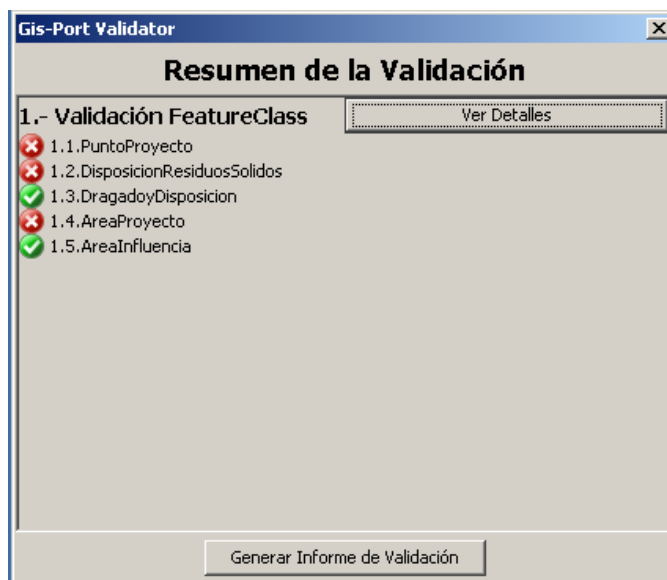 Gis-Port Validator
Resumen de la Validación
1.- Validación FeatureClass
Ver Detalles
1.1.PuntoProyecto
1.2.DisposicionResiduosSolidos
1.3.DragadoyDisposicion
1.4.AreaProyecto
1.5.AreaInfluencia
Generar Informe de Validación